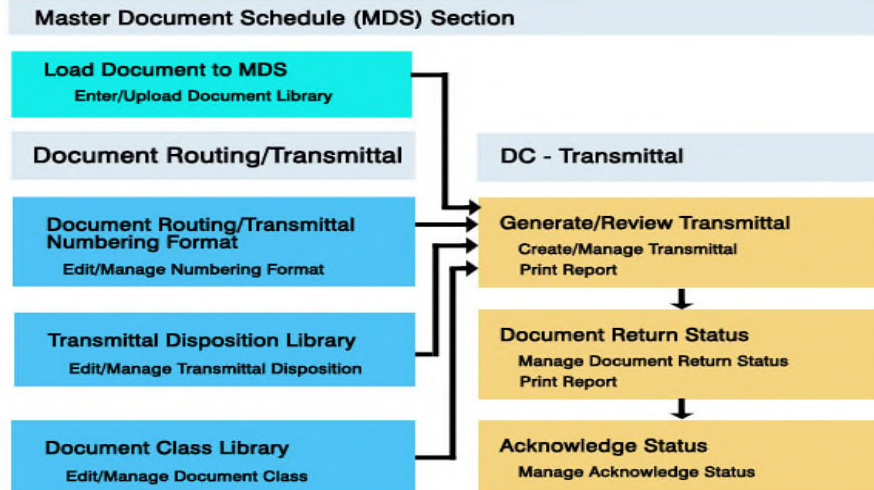 Master Document Schedule (MDS) Section
Load Document to MDS
Enter/Upload Document Library
Document Routing/Transmittal
Document Routing/Transmittal
Numbering Format
Edit/Manage Numbering Format
Transmittal Disposition Library
Edit/Manage Transmittal Disposition
Document Class Library
Edit/Manage Document Class
DC - Transmittal
Generate/Review Transmittal
Create/Manage Transmittal
Print Report
Document Return Status
Manage Document Return Status
Print Report
Acknowledge Status
Manage Acknowledge Status